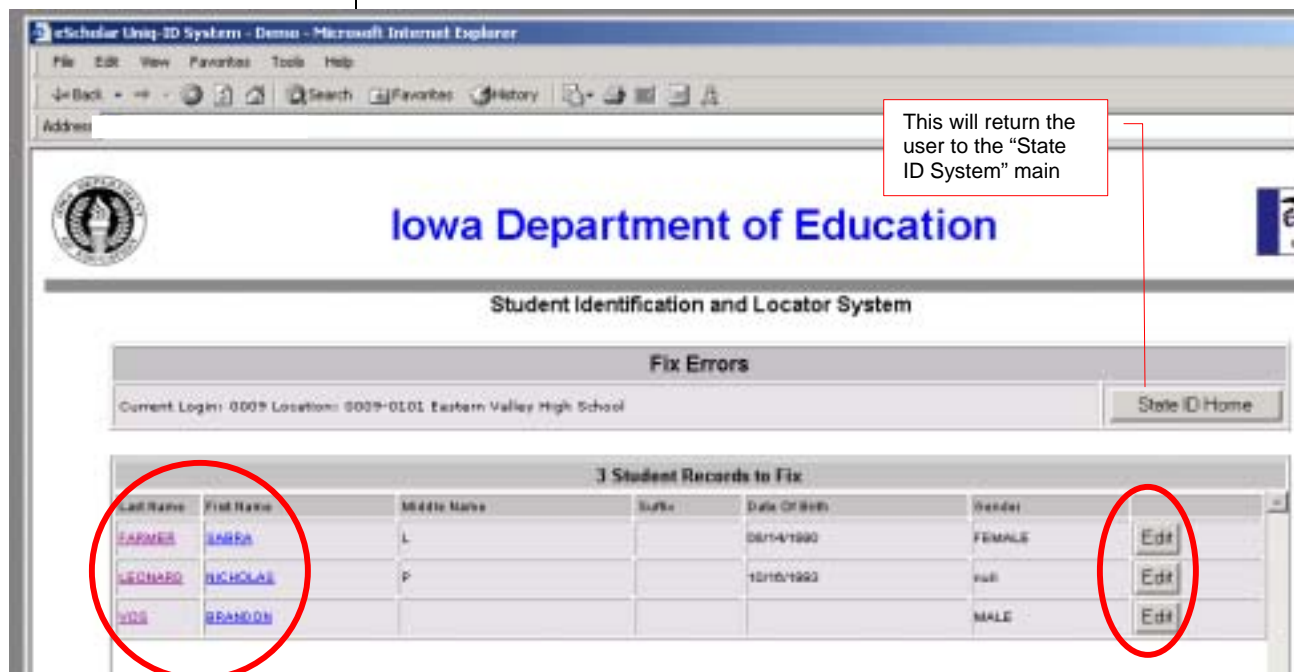 eScholar Uniq-ID System - Demo - Microsoft Internet Explorer
File Edit View Favorites Tools Help
Back Search Favorites History
Address
This will return the
user to the “State
ID System” main
IOWA DEPARTMENT OF EDUCATION
Iowa Department of Education
Student Identification and Locator System
Fix Errors
Current Login: 0009 Location: 0009-0101 Eastern Valley High School
State ID Home
3 Student Records to Fix
Last Name First Name Middle Name Suffix Date Of Birth Gender
FARMER SABRA L FEMALE Edit
LEONARD NICHOLAS P 10/16/1993 null Edit
VOS BRANDON MALE Edit